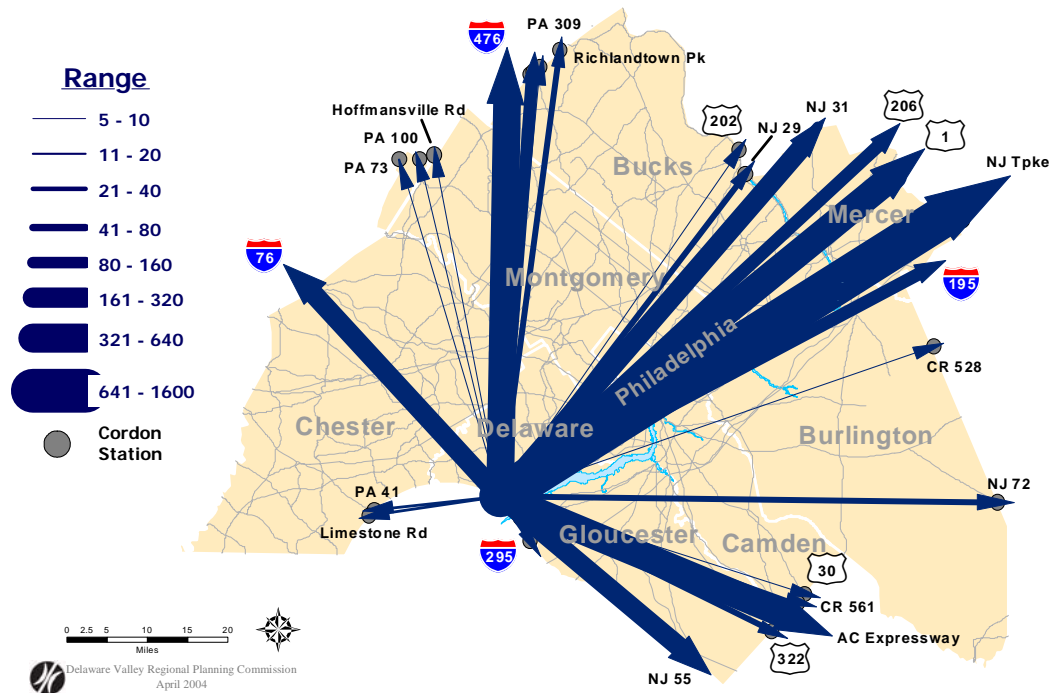 Range
5 - 10
11 - 20
21 - 40
41 - 80
80 - 160
161 - 320
321 - 640
641 - 1600
Cordon
Station
476
PA 309
Richlandtown Pk
Hoffmansville Rd
PA 100
PA 73
76
202
NJ 29
NJ 31
206
1
NJ Tpke
195
CR 528
NJ 72
30
CR 561
AC Expressway
322
NJ 55
295
PA 41
Limestone Rd
Bucks
Mercer
Montgomery
Philadelphia
Chester
Delaware
Burlington
Gloucester
Camden
0 2.5 5 10 15 20
Miles
Delaware Valley Regional Planning Commission
April 2004